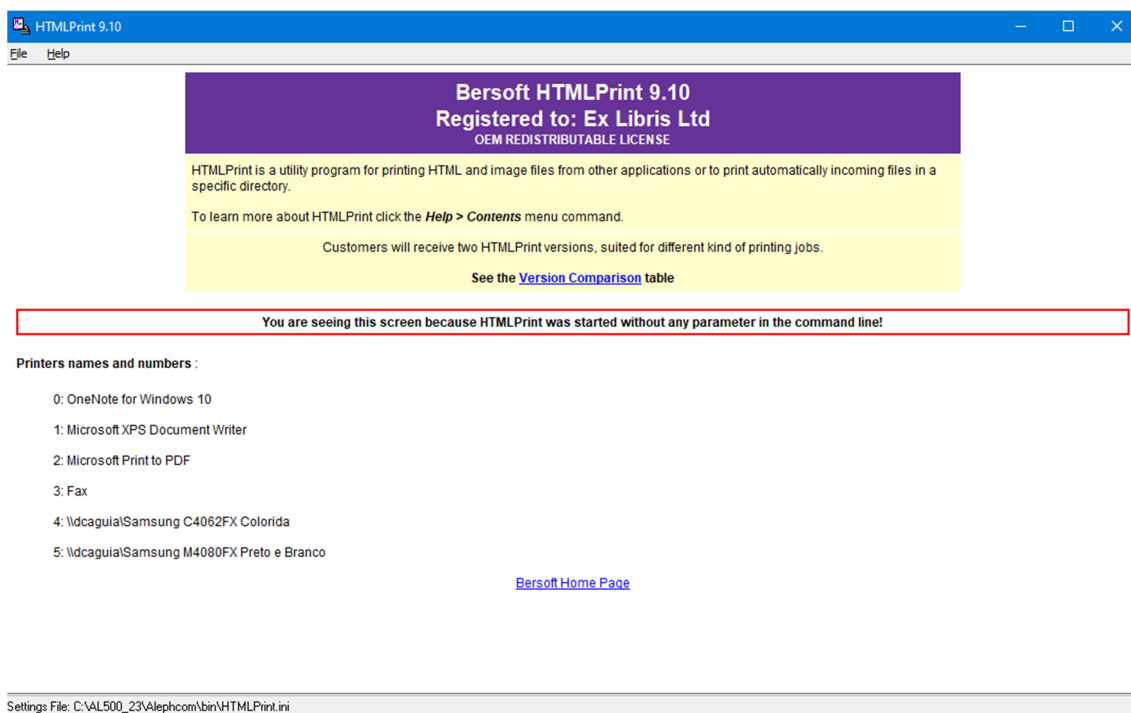 HTMLPrint 9.10
File Help
Bersoft HTMLPrint 9.10
Registered to: Ex Libris Ltd
OEM REDISTRIBUTABLE LICENSE
HTMLPrint is a utility program for printing HTML and image files from other applications or to print automatically incoming files in a
specific directory.
To learn more about HTMLPrint click the Help > Contents menu command.
Customers will receive two HTMLPrint versions, suited for different kind of printing jobs.
See the Version Comparison table
You are seeing this screen because HTMLPrint was started without any parameter in the command line!
Printers names and numbers :
0: OneNote for Windows 10
1: Microsoft XPS Document Writer
2: Microsoft Print to PDF
3: Fax
4: \\dcaguia\Samsung C4062FX Colorida
5: \\dcaguia\Samsung M4080FX Preto e Branco
Bersoft Home Page
Settings File: C:\AL500_23\Alephcom\bin\HTMLPrint.ini